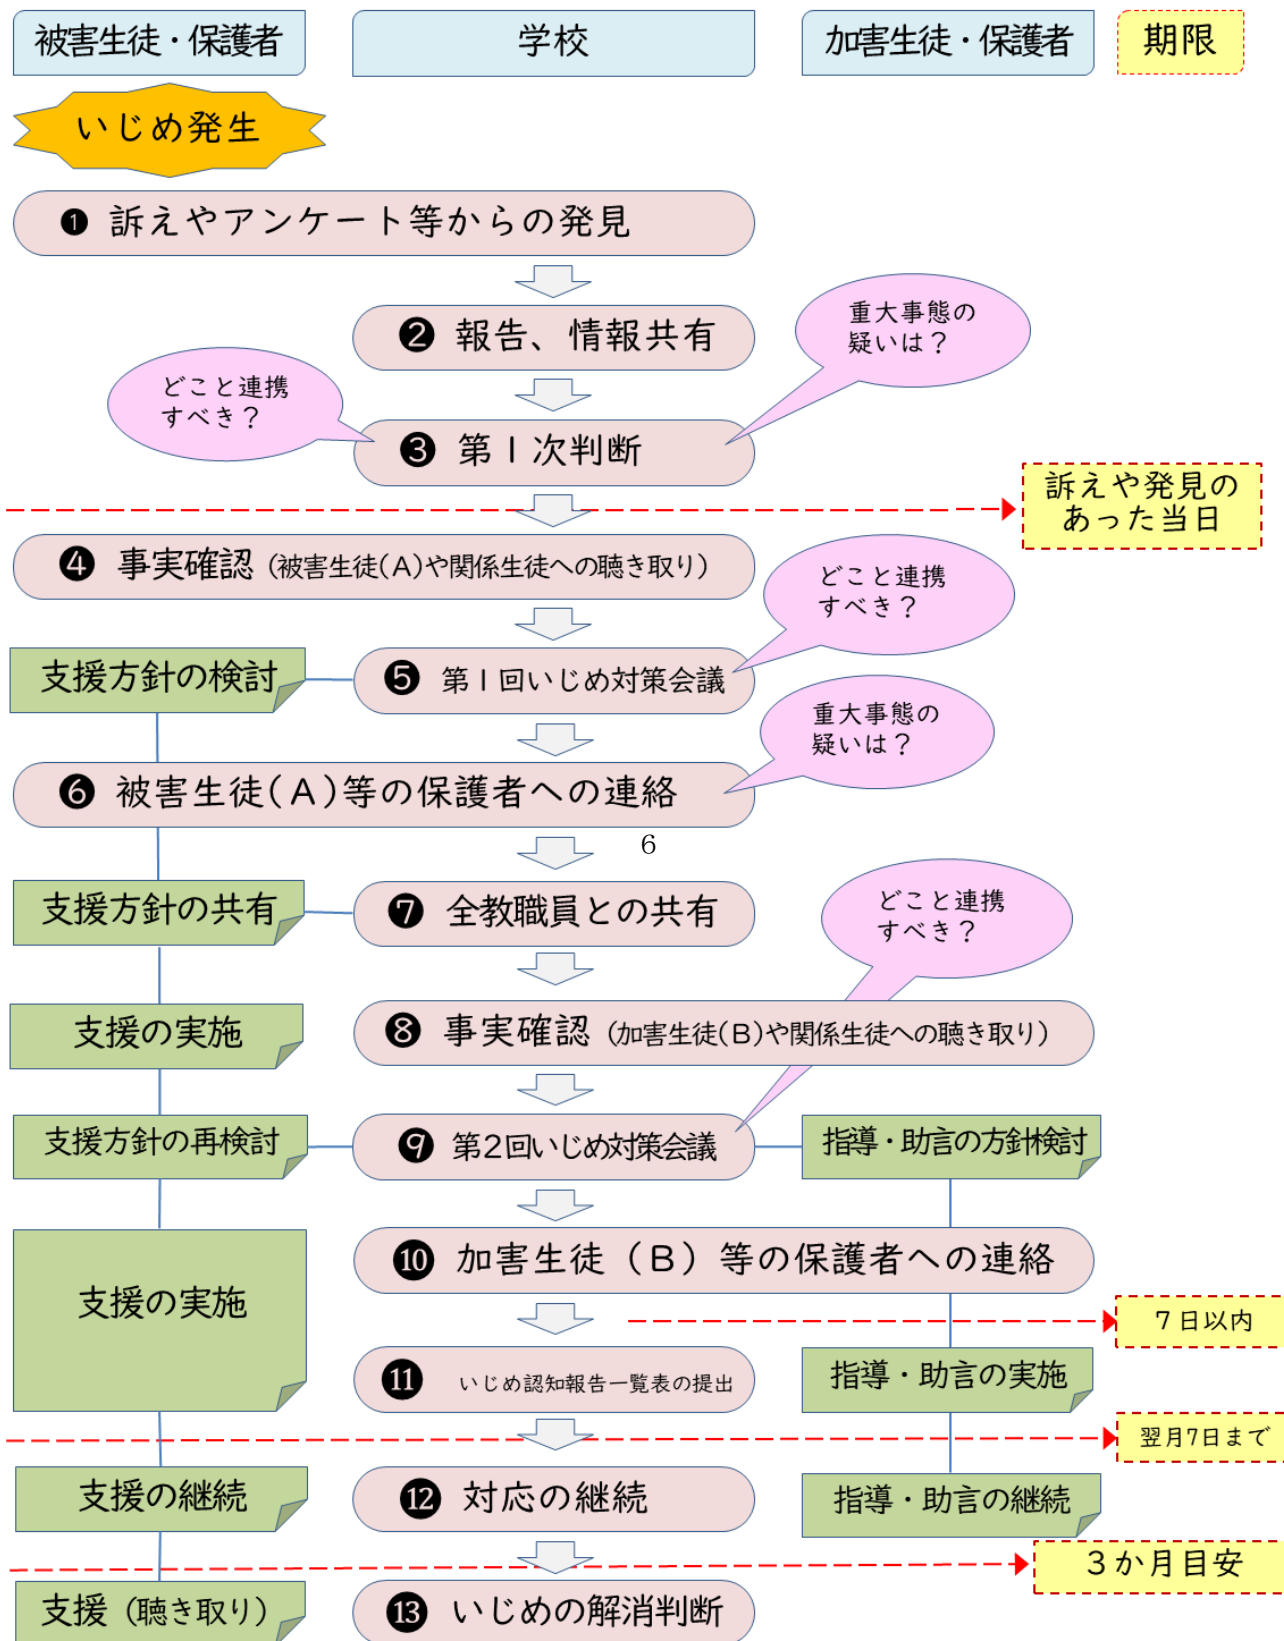 被害生徒・保護者
学校
加害生徒・保護者
期限
いじめ発生
❶ 訴えやアンケート等からの発見
❷ 報告、情報共有
重大事態の
疑いは？
どこと連携
すべき？
❸ 第１次判断
訴えや発見の
あった当日
❹ 事実確認（被害生徒(Ａ)や関係生徒への聴き取り）
どこと連携
すべき？
支援方針の検討
❺ 第１回いじめ対策会議
重大事態の
疑いは？
❻ 被害生徒(Ａ)等の保護者への連絡
6
支援方針の共有
❼ 全教職員との共有
どこと連携
すべき？
支援の実施
❽ 事実確認（加害生徒(Ｂ)や関係生徒への聴き取り）
支援方針の再検討
❾ 第２回いじめ対策会議
指導・助言の方針検討
❿ 加害生徒（Ｂ）等の保護者への連絡
支援の実施
７日以内
⓫ いじめ認知報告一覧表の提出
指導・助言の実施
翌月7日まで
支援の継続
⓬ 対応の継続
指導・助言の継続
３か月目安
支援（聴き取り）
⓭ いじめの解消判断